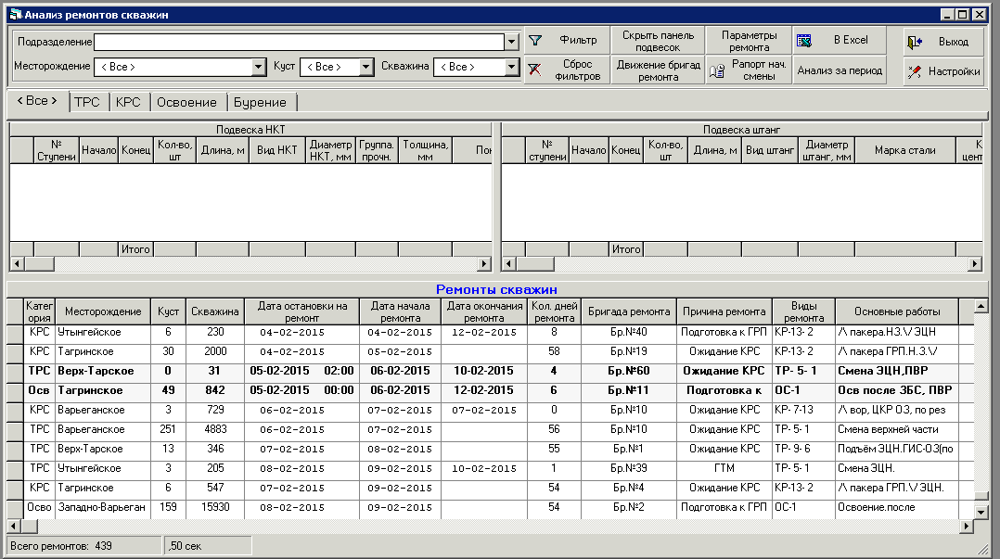 Анализ ремонтов скважин
Подразделение
Фильтр
Скрыть панель подвесок
Параметры ремонта
В Excel
Выход
Месторождение < Все > Куст < Все > Скважина < Все >
Сброс фильтров
Движение бригад ремонта
Рапорт нач. смены
Анализ за период
Настройки
< Все > ТРС КРС Освоение Бурение
Подвеска НКТ
№ Ступени Начало Конец Кол-во, шт Длина, м Вид НКТ Диаметр НКТ, мм Группа. прочн. Толщина, мм Пок
Итого
Подвеска штанг
№ ступени Начало Конец Кол-во, шт Длина, м Вид штанг Диаметр штанг, мм Марка стали К цент
Итого
Ремонты скважин
Категория Месторождение Куст Скважина Дата остановки на ремонт Дата начала ремонта Дата окончания ремонта Кол. дней ремонта Бригада ремонта Причина ремонта Виды ремонта Основные работы
КРС Утынгейское 6 230 04-02-2015 04-02-2015 12-02-2015 8 Бр.№40 Подготовка к ГРП КР-13- 2 /\ пакера.НЗ.\/ ЭЦН
КРС Тагринское 30 2000 04-02-2015 05-02-2015 58 Бр.№19 Ожидание КРС КР-13- 2 /\ пакера ГРП.Н.З.\/
ТРС Верх-Тарское 0 31 05-02-2015 02:00 06-02-2015 10-02-2015 4 Бр.№60 Ожидание КРС ТР- 5- 1 Смена ЭЦН,ПВР
Осв Тагринское 49 842 05-02-2015 00:00 06-02-2015 12-02-2015 6 Бр.№11 Подготовка к ОС-1 Осв после ЗБС, ПВР
КРС Варьеганское 3 729 06-02-2015 07-02-2015 07-02-2015 0 Бр.№10 Ожидание КРС КР- 7-13 /\ вор, ЦКР ОЗ, по рез
ТРС Варьеганское 251 4883 06-02-2015 07-02-2015 56 Бр.№10 Ожидание КРС ТР- 5- 1 Смена верхней части
ТРС Верх-Тарское 13 346 07-02-2015 08-02-2015 55 Бр.№1 Ожидание КРС ТР- 9- 6 Подъём ЭЦН.ГИС-ОЗ(по
ТРС Утынгейское 3 205 08-02-2015 09-02-2015 10-02-2015 1 Бр.№39 ГТМ ТР- 5- 1 Смена ЭЦН.
КРС Тагринское 6 547 07-02-2015 09-02-2015 54 Бр.№4 Ожидание КРС КР-13- 2 /\ пакера ГРП.\/ ЭЦН.
Осво Западно-Варьеган 159 15930 08-02-2015 09-02-2015 54 Бр.№2 Подготовка к ГРП ОС-1 Освоение.после
Всего ремонтов: 439 ,50 сек